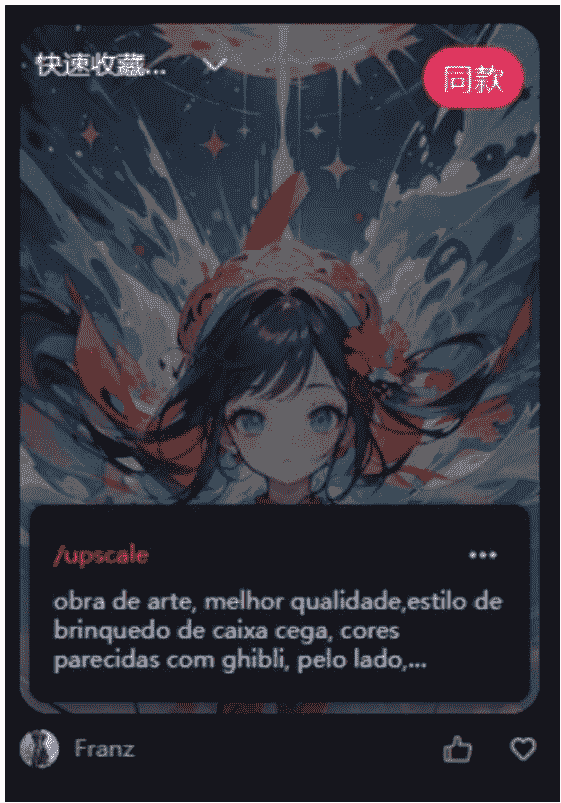 快速收藏...
同款
/upscale
obra de arte, melhor qualidade,estilo de
brinquedo de caixa cega, cores
parecidas com ghibli, pelo lado,...
Franz